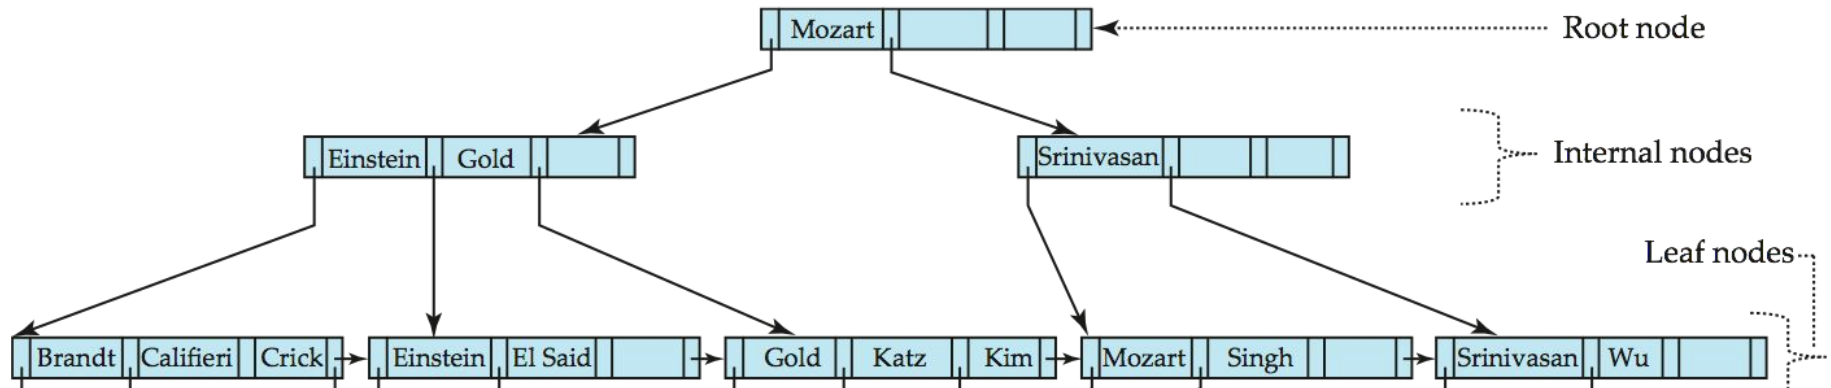 Mozart
Root node
Einstein Gold
Srinivasan
Internal nodes
Leaf nodes
Brandt Califieri Crick
Einstein El Said
Gold Katz Kim
Mozart Singh
Srinivasan Wu